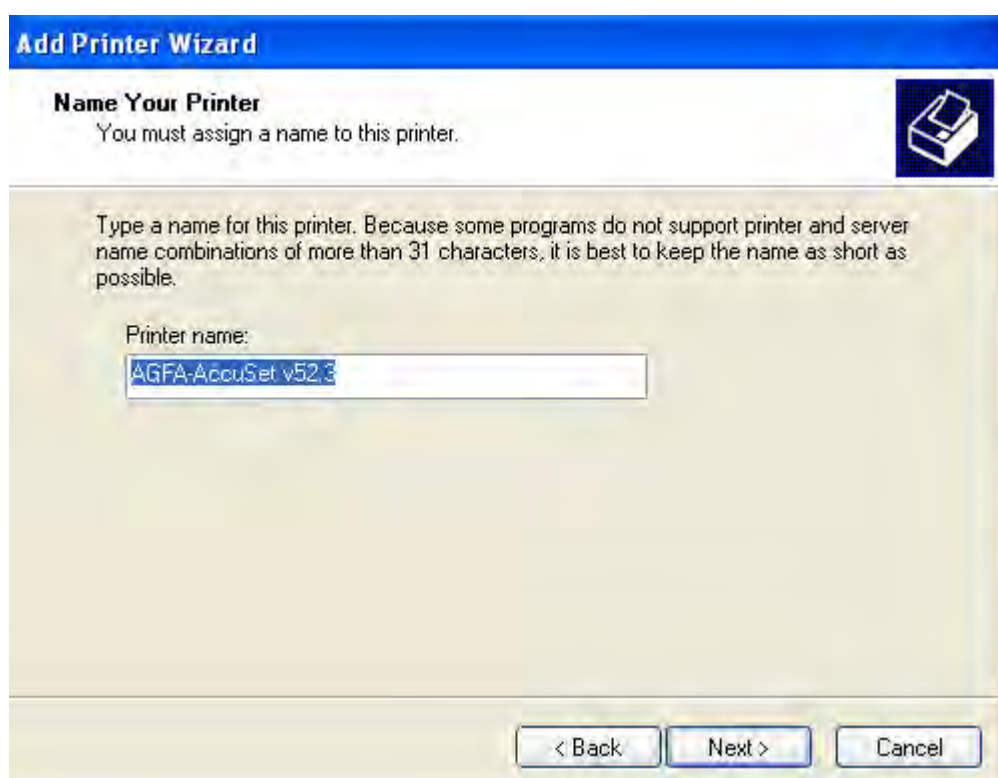 Add Printer Wizard
Name Your Printer
You must assign a name to this printer.
Type a name for this printer. Because some programs do not support printer and server
name combinations of more than 31 characters, it is best to keep the name as short as
possible.
Printer name:
AGFA-AccuSet v52.3
< Back Next > Cancel